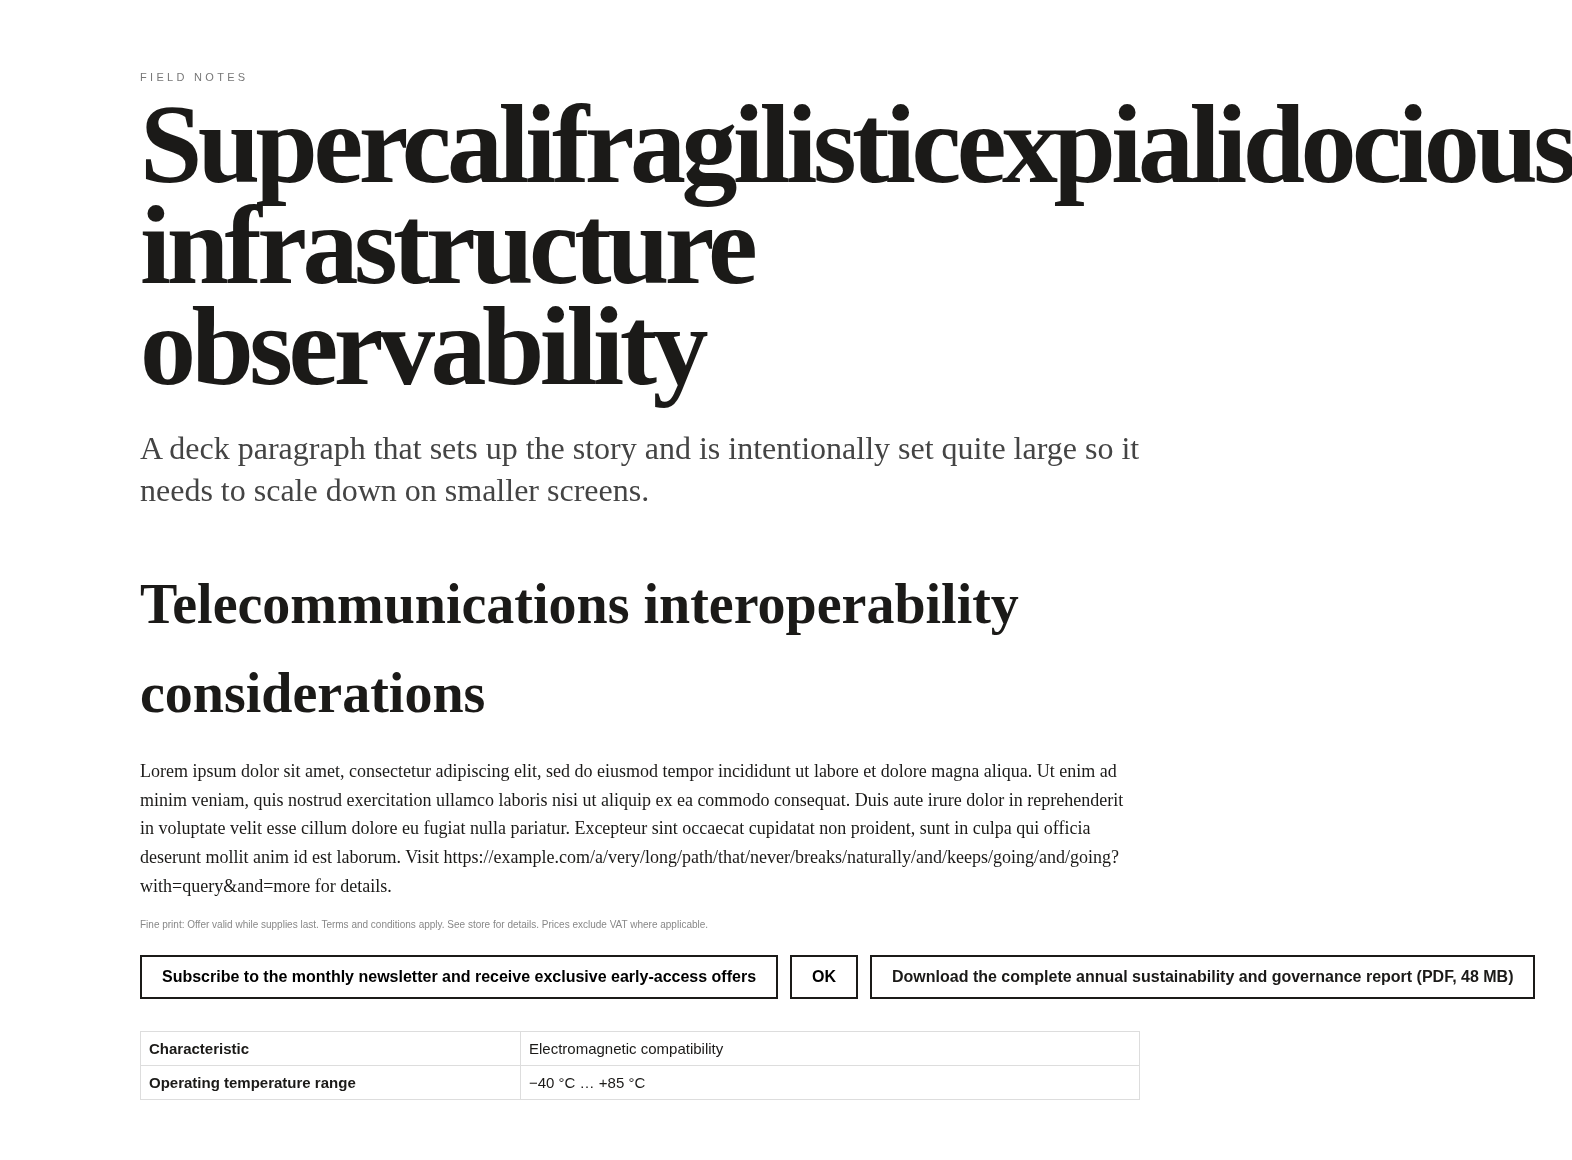 FIELD NOTES
Supercalifragilisticexpialidocious
infrastructure
observability
A deck paragraph that sets up the story and is intentionally set quite large so it
needs to scale down on smaller screens.
Telecommunications interoperability
considerations
Lorem ipsum dolor sit amet, consectetur adipiscing elit, sed do eiusmod tempor incididunt ut labore et dolore magna aliqua. Ut enim ad
minim veniam, quis nostrud exercitation ullamco laboris nisi ut aliquip ex ea commodo consequat. Duis aute irure dolor in reprehenderit
in voluptate velit esse cillum dolore eu fugiat nulla pariatur. Excepteur sint occaecat cupidatat non proident, sunt in culpa qui officia
deserunt mollit anim id est laborum. Visit https://example.com/a/very/long/path/that/never/breaks/naturally/and/keeps/going/and/going?
with=query&and=more for details.
Fine print: Offer valid while supplies last. Terms and conditions apply. See store for details. Prices exclude VAT where applicable.
Subscribe to the monthly newsletter and receive exclusive early-access offers
OK
Download the complete annual sustainability and governance report (PDF, 48 MB)
Characteristic Electromagnetic compatibility
Operating temperature range −40 °C … +85 °C